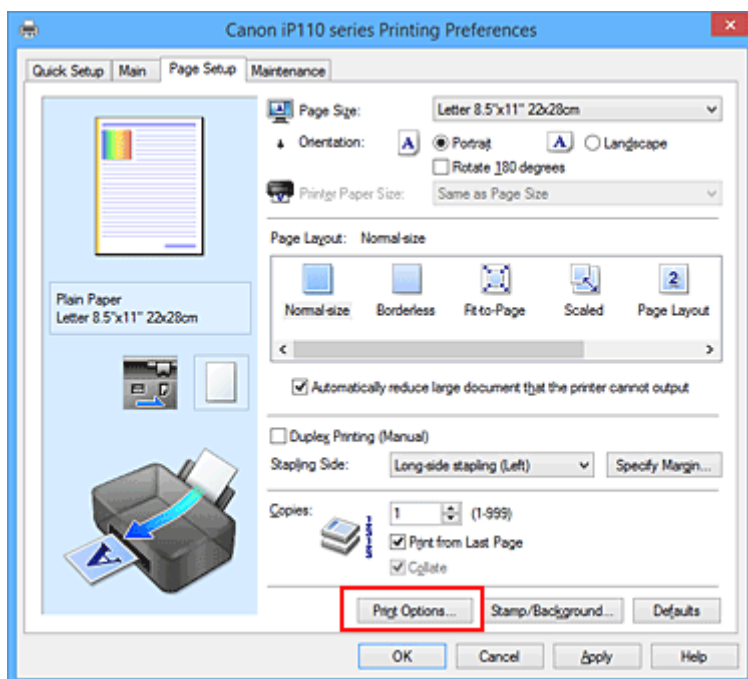 Canon iP110 series Printing Preferences
Quick Setup Main Page Setup Maintenance
Page Size: Letter 8.5"x11" 22x28cm
Orientation: A Portrait A Landscape
Rotate 180 degrees
Printer Paper Size: Same as Page Size
Page Layout: Normal-size
2
Normal-size Borderless Fit-to-Page Scaled Page Layout
Plain Paper
Letter 8.5"x11" 22x28cm
Automatically reduce large document that the printer cannot output
Duplex Printing (Manual)
Stapling Side: Long-side stapling (Left) Specify Margin...
Copies: 1 (1-999)
Print from Last Page
Collate
A
Print Options... Stamp/Background... Defaults
OK Cancel Apply Help